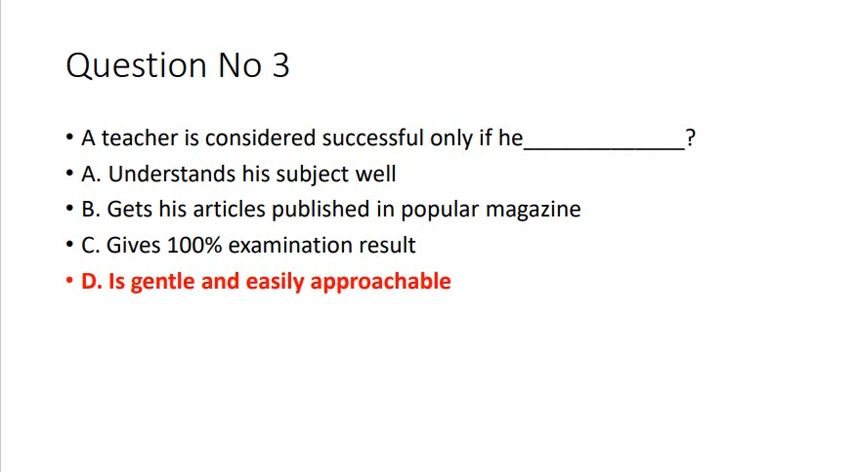 Question No 3
• A teacher is considered successful only if he______________?
• A. Understands his subject well
• B. Gets his articles published in popular magazine
• C. Gives 100% examination result
• D. Is gentle and easily approachable